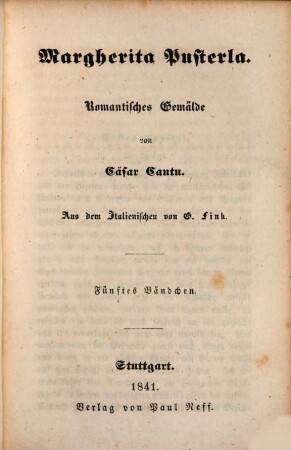 Margherita Pusterla.
Romantisches Gemälde
von
Cäsar Cantu.
Aus dem Italienischen von G. Fink.
Fünftes Bändchen.
Stuttgart.
1841.
Verlag von Paul Neff.